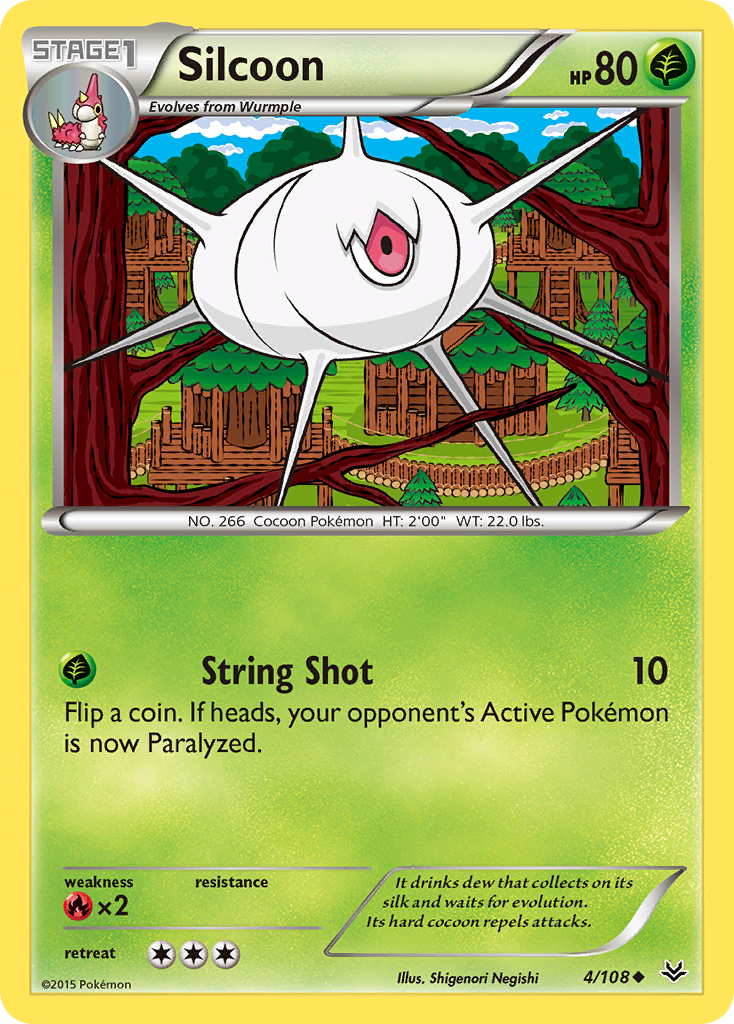 STAGE1
Silcoon
HP80
Evolves from Wurmple
NO. 266 Cocoon Pokémon HT: 2'00" WT: 22.0 lbs.
String Shot 10
Flip a coin. If heads, your opponent's Active Pokémon
is now Paralyzed.
weakness resistance
×2
It drinks dew that collects on its
silk and waits for evolution.
Its hard cocoon repels attacks.
retreat
©2015 Pokémon
Illus. Shigenori Negishi
4/108